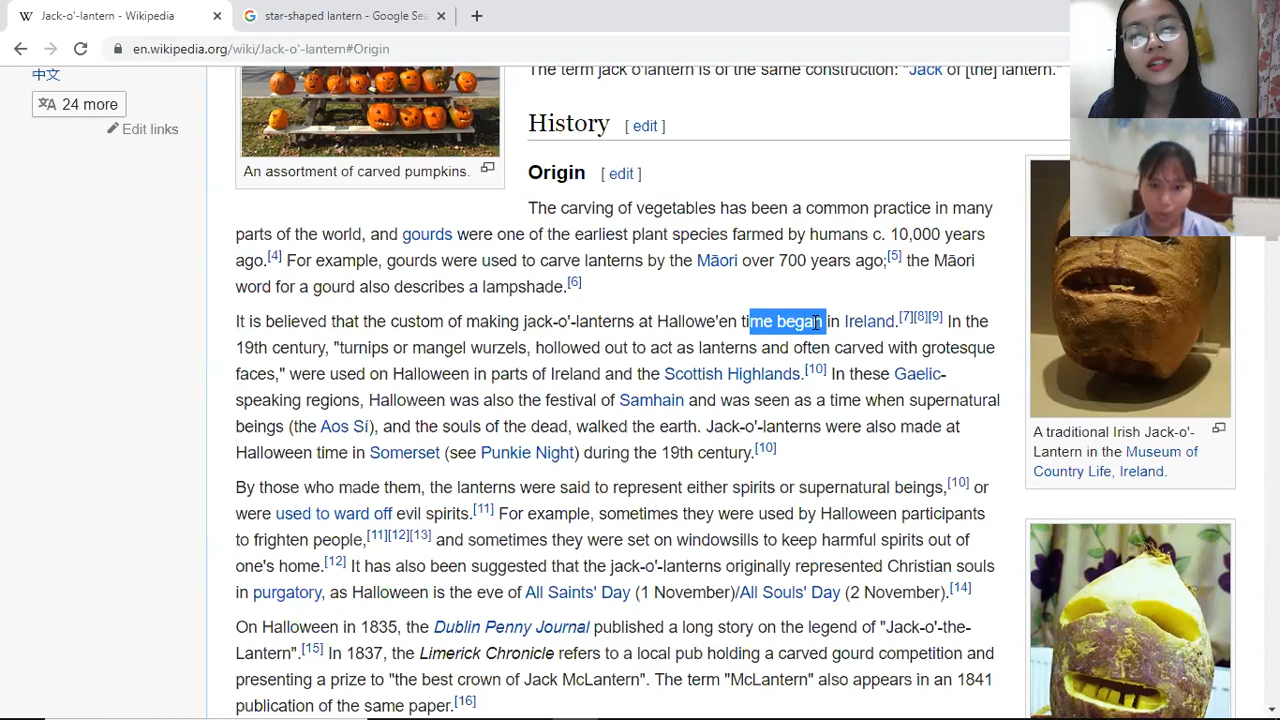 Jack-o'-lantern - Wikipedia
star-shaped lantern - Google Sea
en.wikipedia.org/wiki/Jack-o'-lantern#Origin
中文
24 more
Edit links
An assortment of carved pumpkins.
The term jack o'lantern is of the same construction: "Jack of [the] lantern."
History [ edit ]
Origin [ edit ]
The carving of vegetables has been a common practice in many
parts of the world, and gourds were one of the earliest plant species farmed by humans c. 10,000 years
ago.[4] For example, gourds were used to carve lanterns by the Māori over 700 years ago;[5] the Māori
word for a gourd also describes a lampshade.[6]
It is believed that the custom of making jack-o'-lanterns at Hallowe'en time began in Ireland.[7][8][9] In the
19th century, "turnips or mangel wurzels, hollowed out to act as lanterns and often carved with grotesque
faces," were used on Halloween in parts of Ireland and the Scottish Highlands.[10] In these Gaelic-
speaking regions, Halloween was also the festival of Samhain and was seen as a time when supernatural
beings (the Aos Sí), and the souls of the dead, walked the earth. Jack-o'-lanterns were also made at
Halloween time in Somerset (see Punkie Night) during the 19th century.[10]
By those who made them, the lanterns were said to represent either spirits or supernatural beings,[10] or
were used to ward off evil spirits.[11] For example, sometimes they were used by Halloween participants
to frighten people,[11][12][13] and sometimes they were set on windowsills to keep harmful spirits out of
one's home.[12] It has also been suggested that the jack-o'-lanterns originally represented Christian souls
in purgatory, as Halloween is the eve of All Saints' Day (1 November)/All Souls' Day (2 November).[14]
On Halloween in 1835, the Dublin Penny Journal published a long story on the legend of "Jack-o'-the-
Lantern".[15] In 1837, the Limerick Chronicle refers to a local pub holding a carved gourd competition and
presenting a prize to "the best crown of Jack McLantern". The term "McLantern" also appears in an 1841
publication of the same paper.[16]
A traditional Irish Jack-o'-
Lantern in the Museum of
Country Life, Ireland.